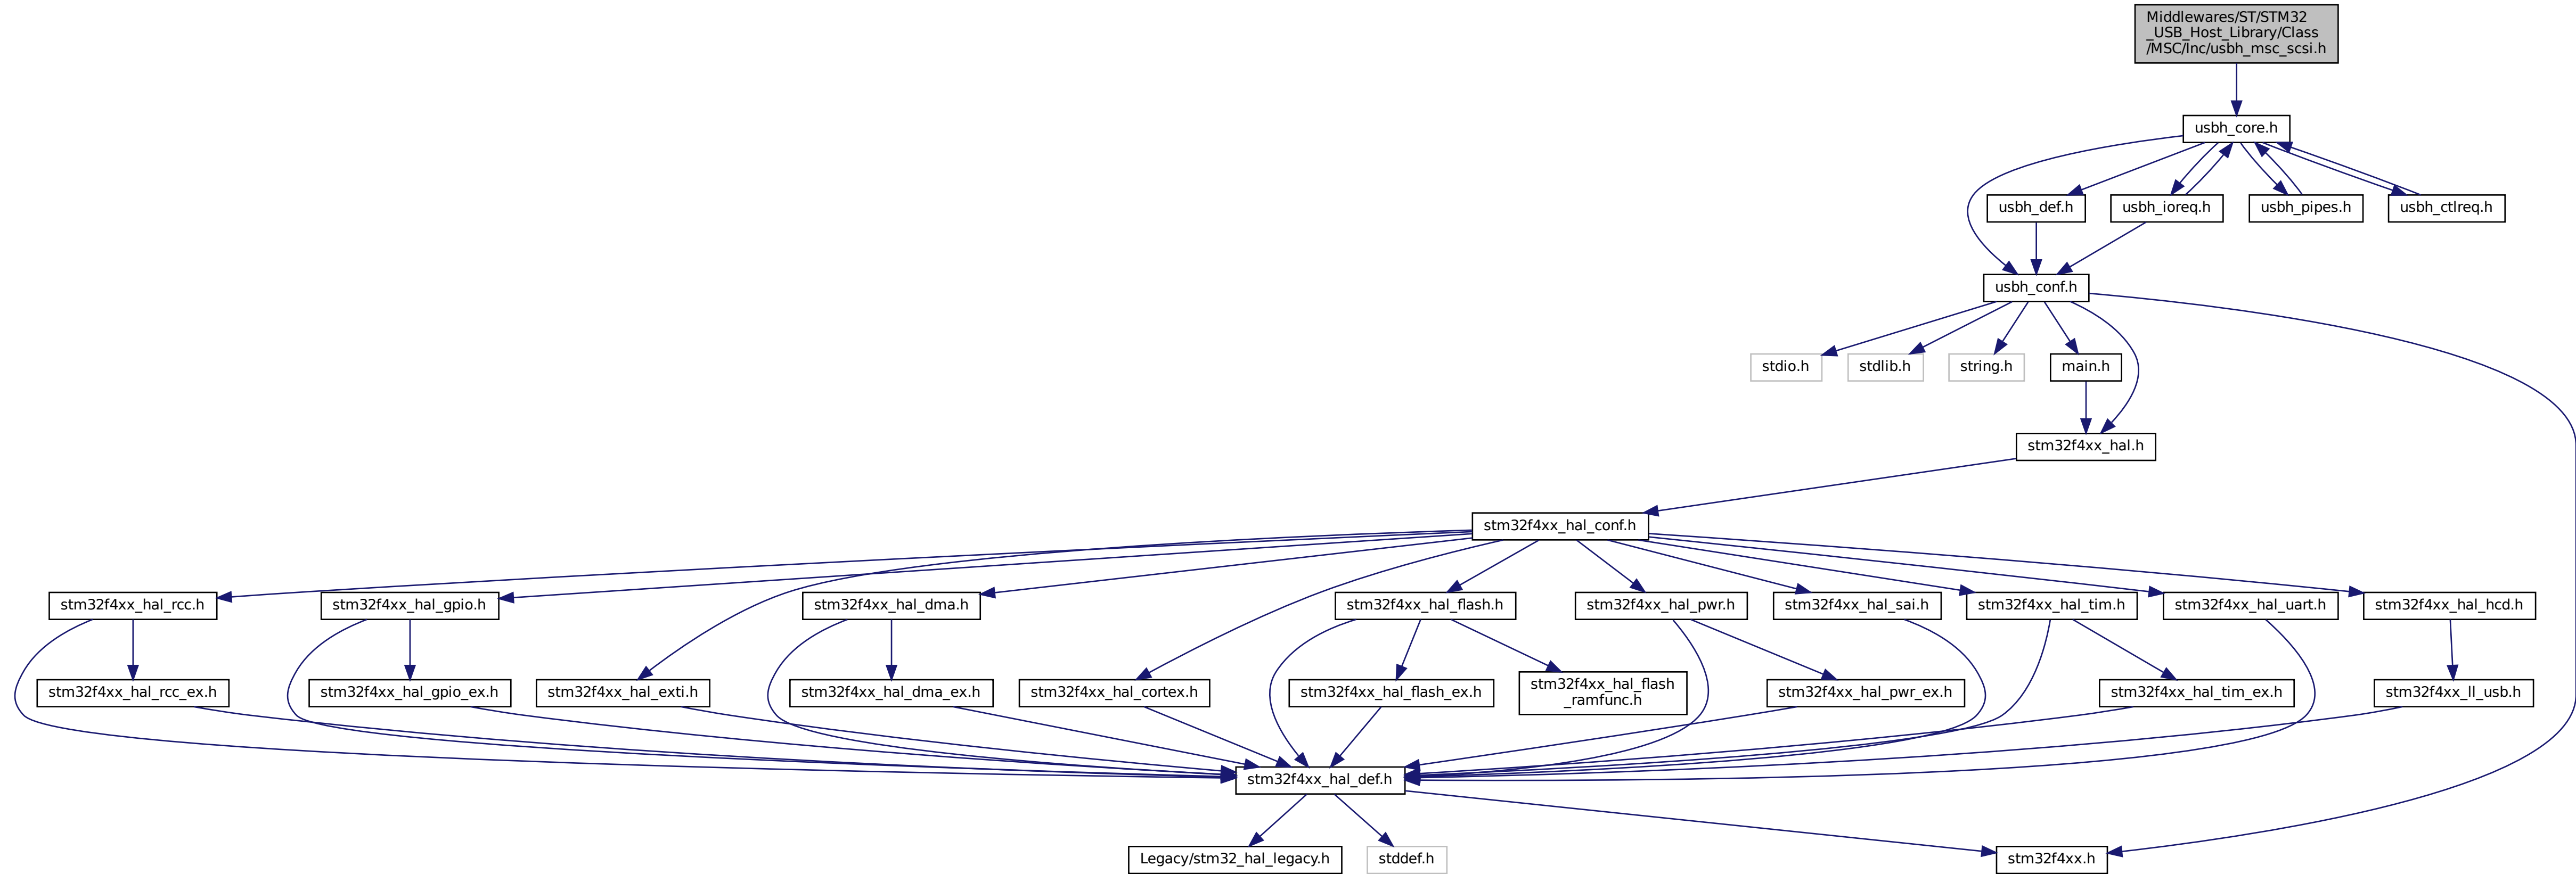 Middlewares/ST/STM32
_USB_Host_Library/Class
/MSC/Inc/usbh_msc_scsi.h
usbh_core.h
usbh_def.h
usbh_ioreq.h
usbh_pipes.h
usbh_ctlreq.h
usbh_conf.h
stdio.h
stdlib.h
string.h
main.h
stm32f4xx_hal.h
stm32f4xx_hal_conf.h
stm32f4xx_hal_rcc.h
stm32f4xx_hal_gpio.h
stm32f4xx_hal_dma.h
stm32f4xx_hal_flash.h
stm32f4xx_hal_pwr.h
stm32f4xx_hal_sai.h
stm32f4xx_hal_tim.h
stm32f4xx_hal_uart.h
stm32f4xx_hal_hcd.h
stm32f4xx_hal_rcc_ex.h
stm32f4xx_hal_gpio_ex.h
stm32f4xx_hal_exti.h
stm32f4xx_hal_dma_ex.h
stm32f4xx_hal_cortex.h
stm32f4xx_hal_flash_ex.h
stm32f4xx_hal_flash
_ramfunc.h
stm32f4xx_hal_pwr_ex.h
stm32f4xx_hal_tim_ex.h
stm32f4xx_ll_usb.h
stm32f4xx_hal_def.h
Legacy/stm32_hal_legacy.h
stddef.h
stm32f4xx.h